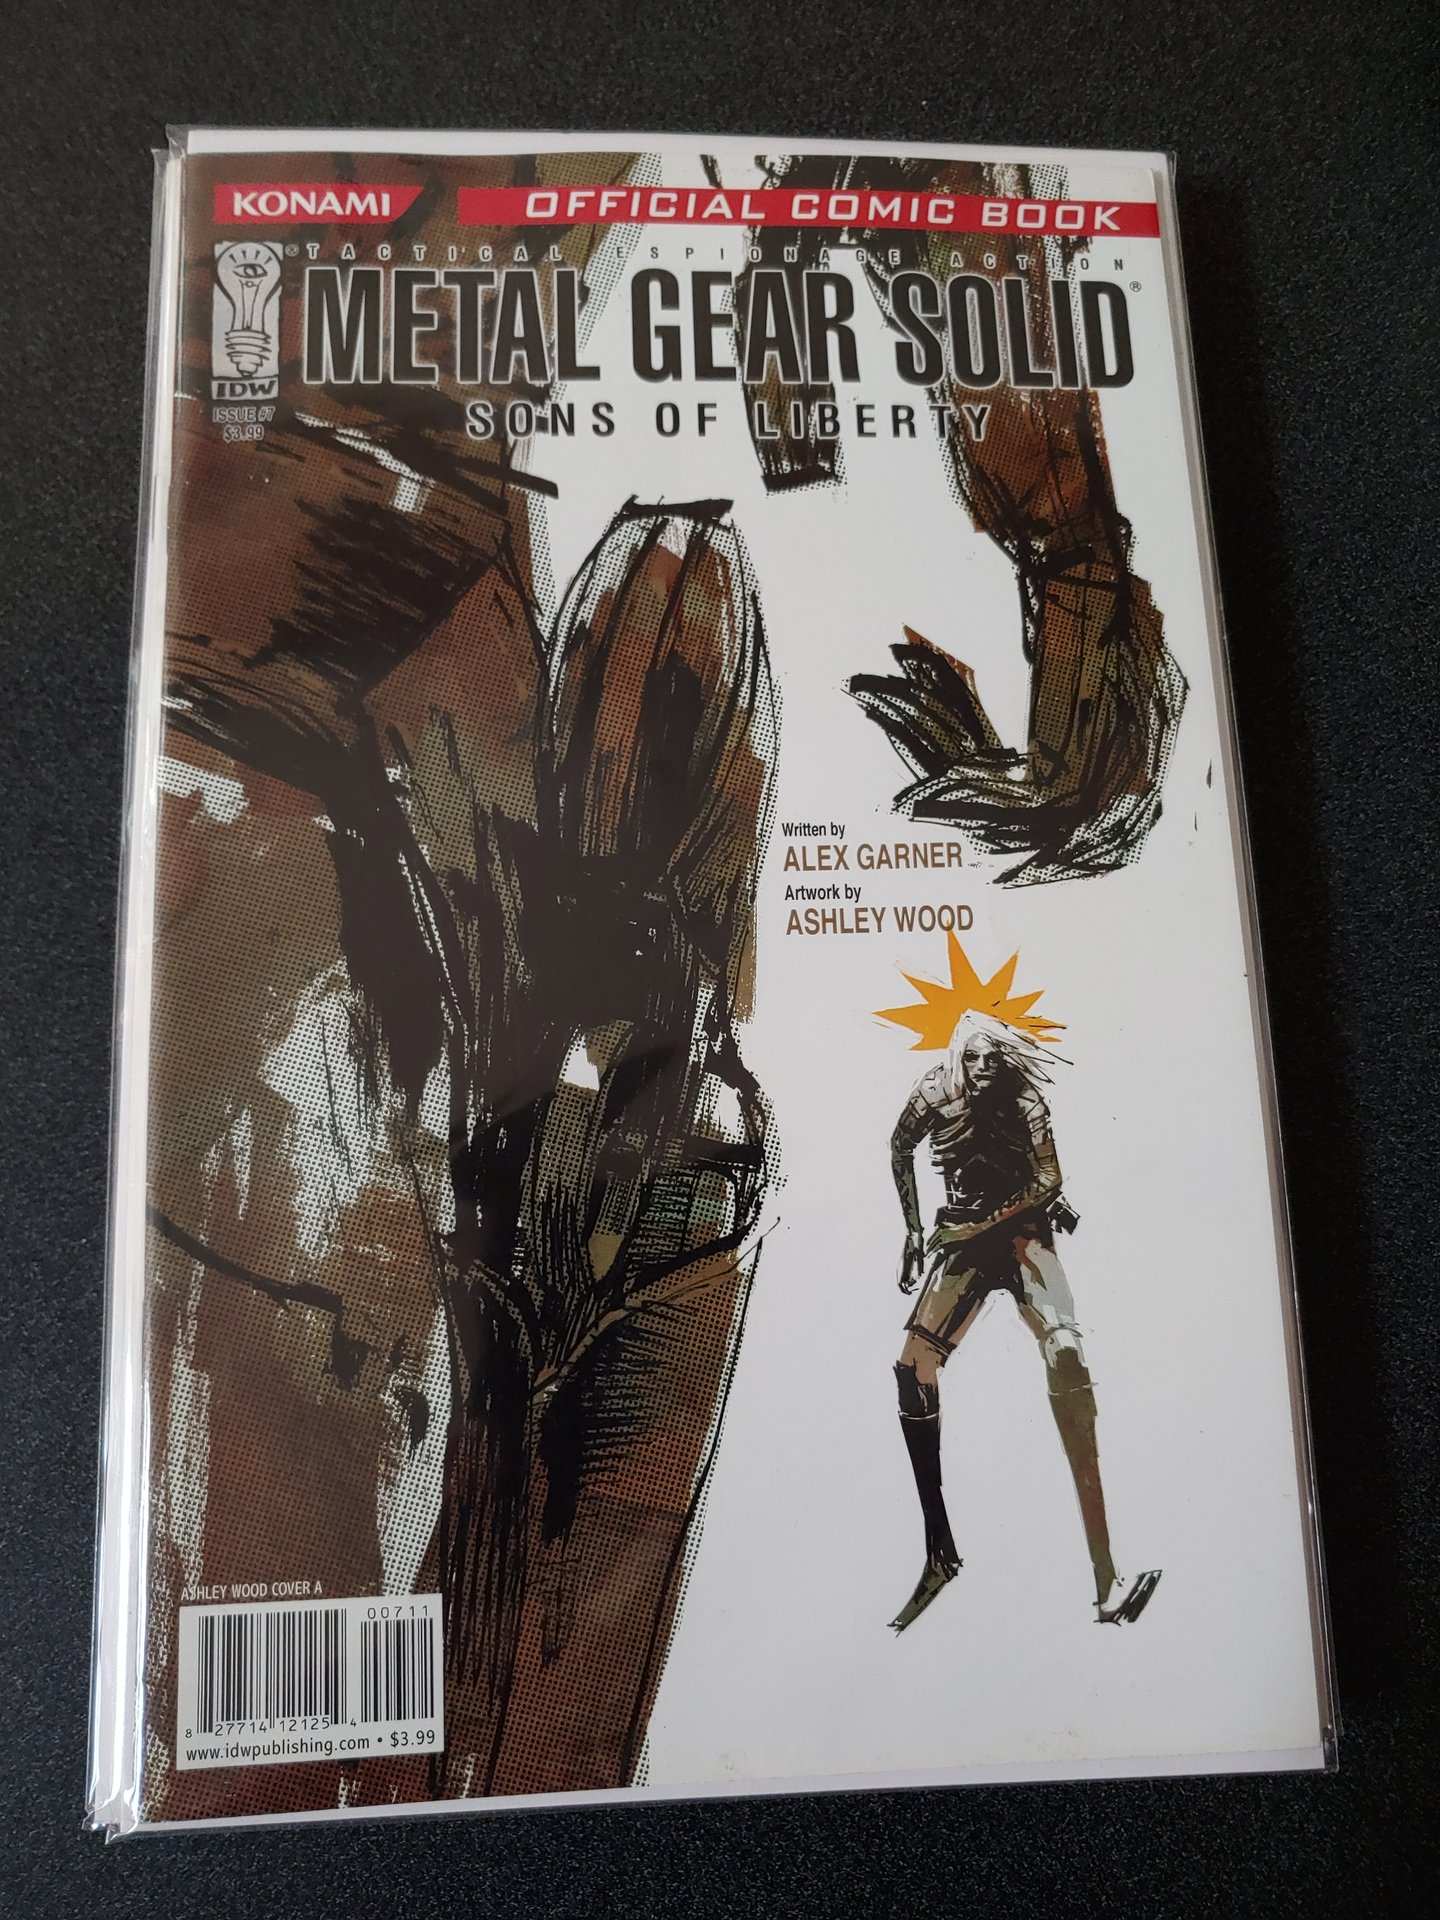 KONAMI
OFFICIAL COMIC BOOK
® TACTICAL ESPIONAGE ACTION
METAL GEAR SOLID®
SONS OF LIBERTY
IDW
ISSUE #7
$3.99
Written by
ALEX GARNER
Artwork by
ASHLEY WOOD
ASHLEY WOOD COVER A
00711
8 27714 12125 4
www.idwpublishing.com • $3.99